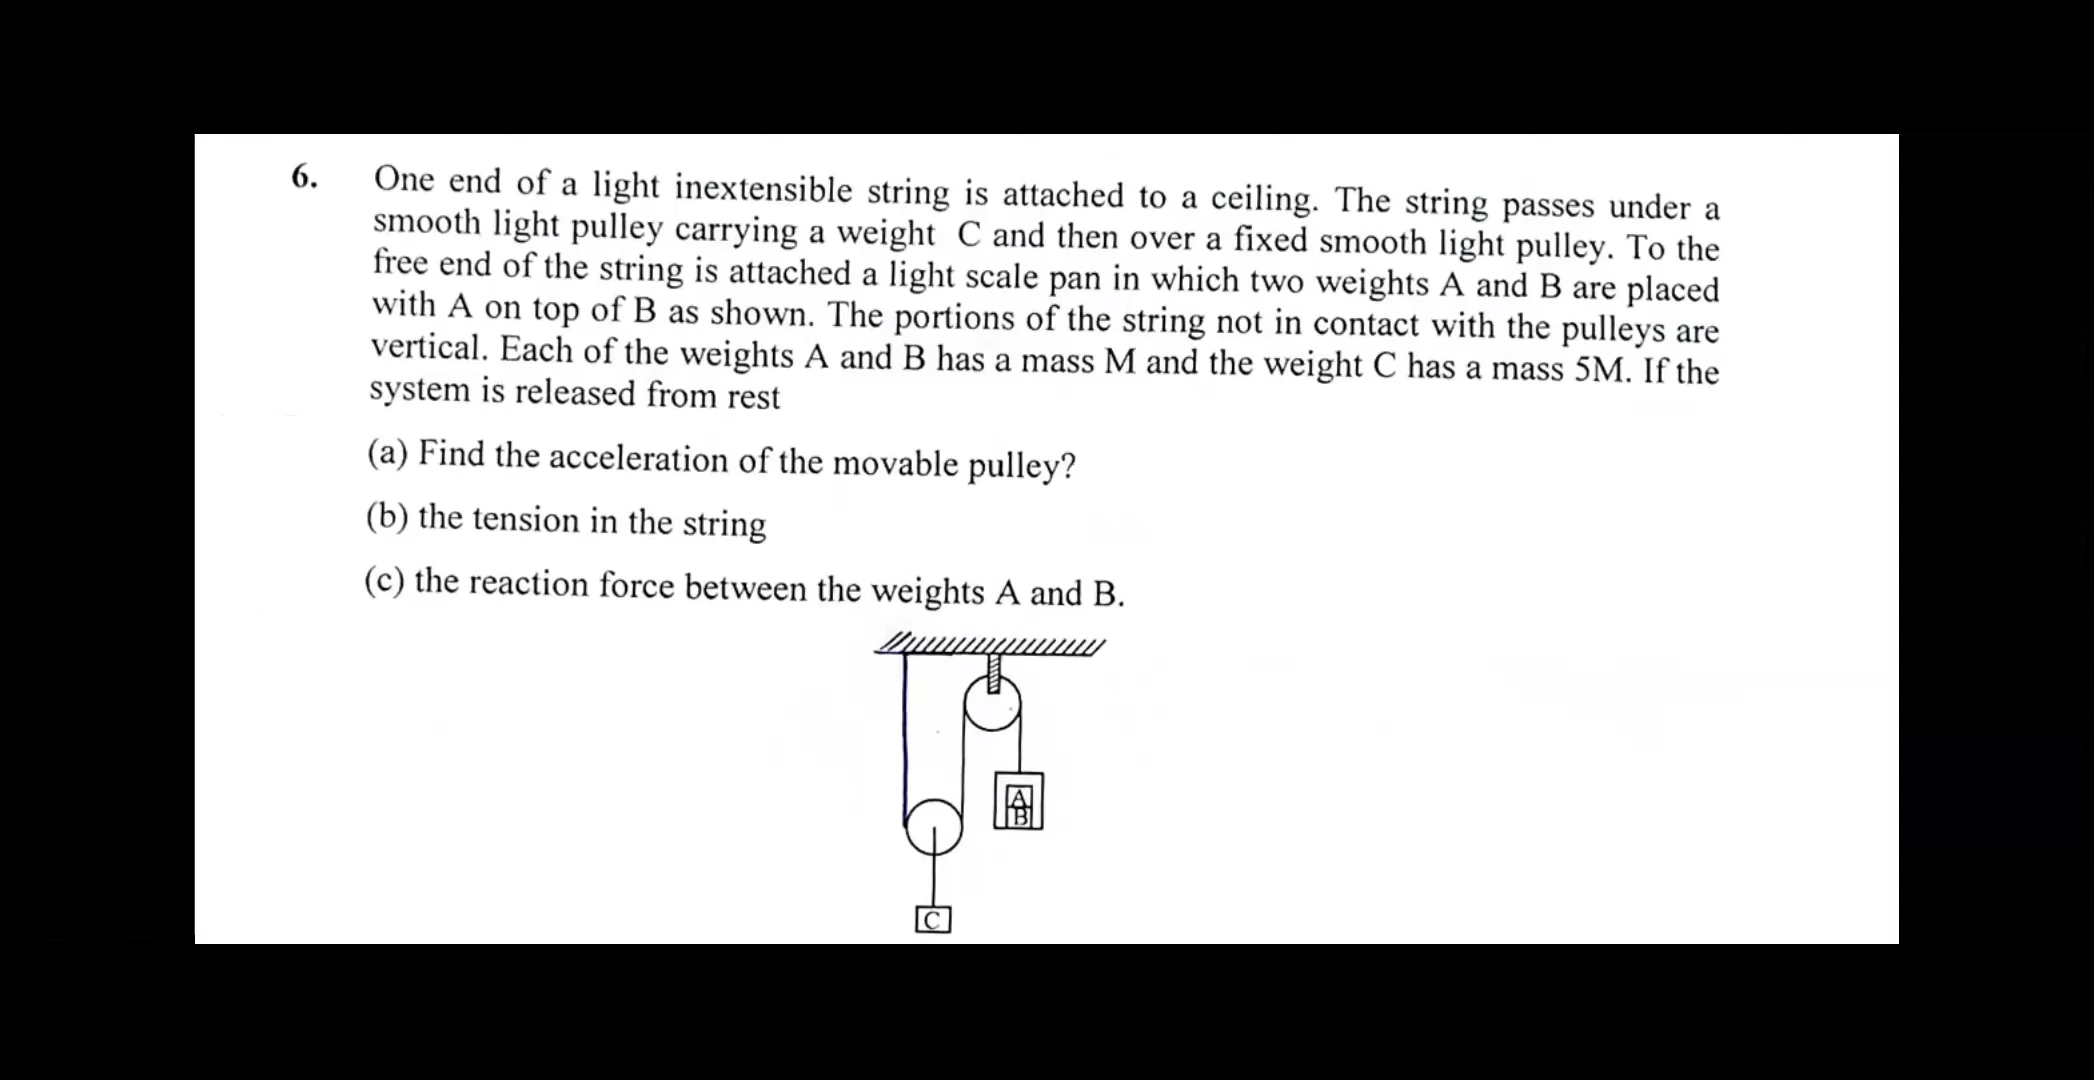 6. One end of a light inextensible string is attached to a ceiling. The string passes under a
smooth light pulley carrying a weight C and then over a fixed smooth light pulley. To the
free end of the string is attached a light scale pan in which two weights A and B are placed
with A on top of B as shown. The portions of the string not in contact with the pulleys are
vertical. Each of the weights A and B has a mass M and the weight C has a mass 5M. If the
system is released from rest
(a) Find the acceleration of the movable pulley?
(b) the tension in the string
(c) the reaction force between the weights A and B.
A
B
C